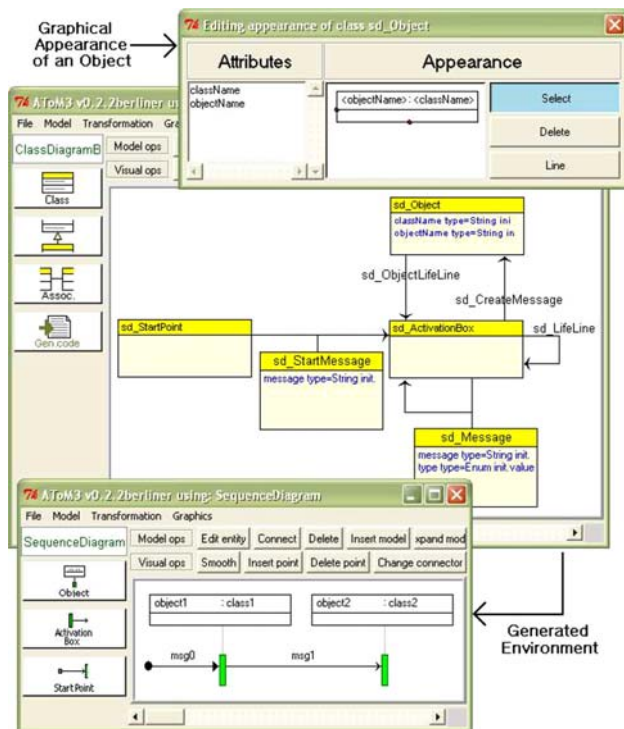 Graphical
Appearance
of an Object
Editing appearance of class sd_Object
Attributes
Appearance
className
objectName
<objectName>:<className>
Select
Delete
Line
AToM3 v0.2.2berliner using:
File Model Transformation Gra
ClassDiagramB
Model ops
Visual ops
Class
Assoc.
Gen.code
sd_Object
className type=String ini
objectName type=String in
sd_ObjectLifeLine
sd_CreateMessage
sd_StartPoint
sd_ActivationBox
sd_LifeLine
sd_StartMessage
message type=String init.
sd_Message
message type=String init.
type type=Enum init.value
AToM3 v0.2.2berliner using: SequenceDiagram
File Model Transformation Graphics
SequenceDiagram
Model ops Edit entity Connect Delete Insert model xpand mod
Visual ops Smooth Insert point Delete point Change connector
Object
Activation
Box
StartPoint
object1 :class1
object2 :class2
msg0
msg1
Generated
Environment